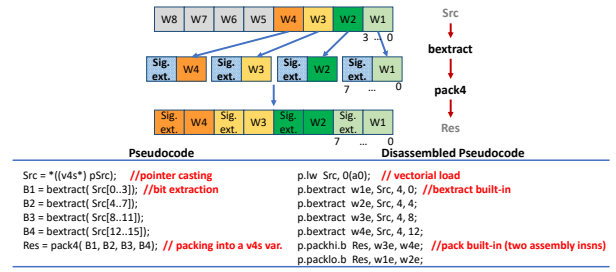 W8 W7 W6 W5 W4 W3 W2 W1
3 ... 0
Src
bextract
pack4
Res
Sig. ext. W4 Sig. ext. W3 Sig. ext. W2 Sig. ext. W1
7 ... 0
Sig. ext. W4 Sig. ext. W3 Sig. ext. W2 Sig. ext. W1
7 ... 0
Pseudocode
Src = *((v4s*) pSrc); //pointer casting
B1 = bextract( Src[0..3]); //bit extraction
B2 = bextract( Src[4..7]);
B3 = bextract( Src[8..11]);
B4 = bextract( Src[12..15]);
Res = pack4( B1, B2, B3, B4); // packing into a v4s var.
Disassembled Pseudocode
p.lw Src, 0(a0); // vectorial load
p.bextract w1e, Src, 4, 0; //bextract built-in
p.bextract w2e, Src, 4, 4;
p.bextract w3e, Src, 4, 8;
p.bextract w4e, Src, 4, 12;
p.packhi.b Res, w3e, w4e; //pack built-in (two assembly insns)
p.packlo.b Res, w1e, w2e;